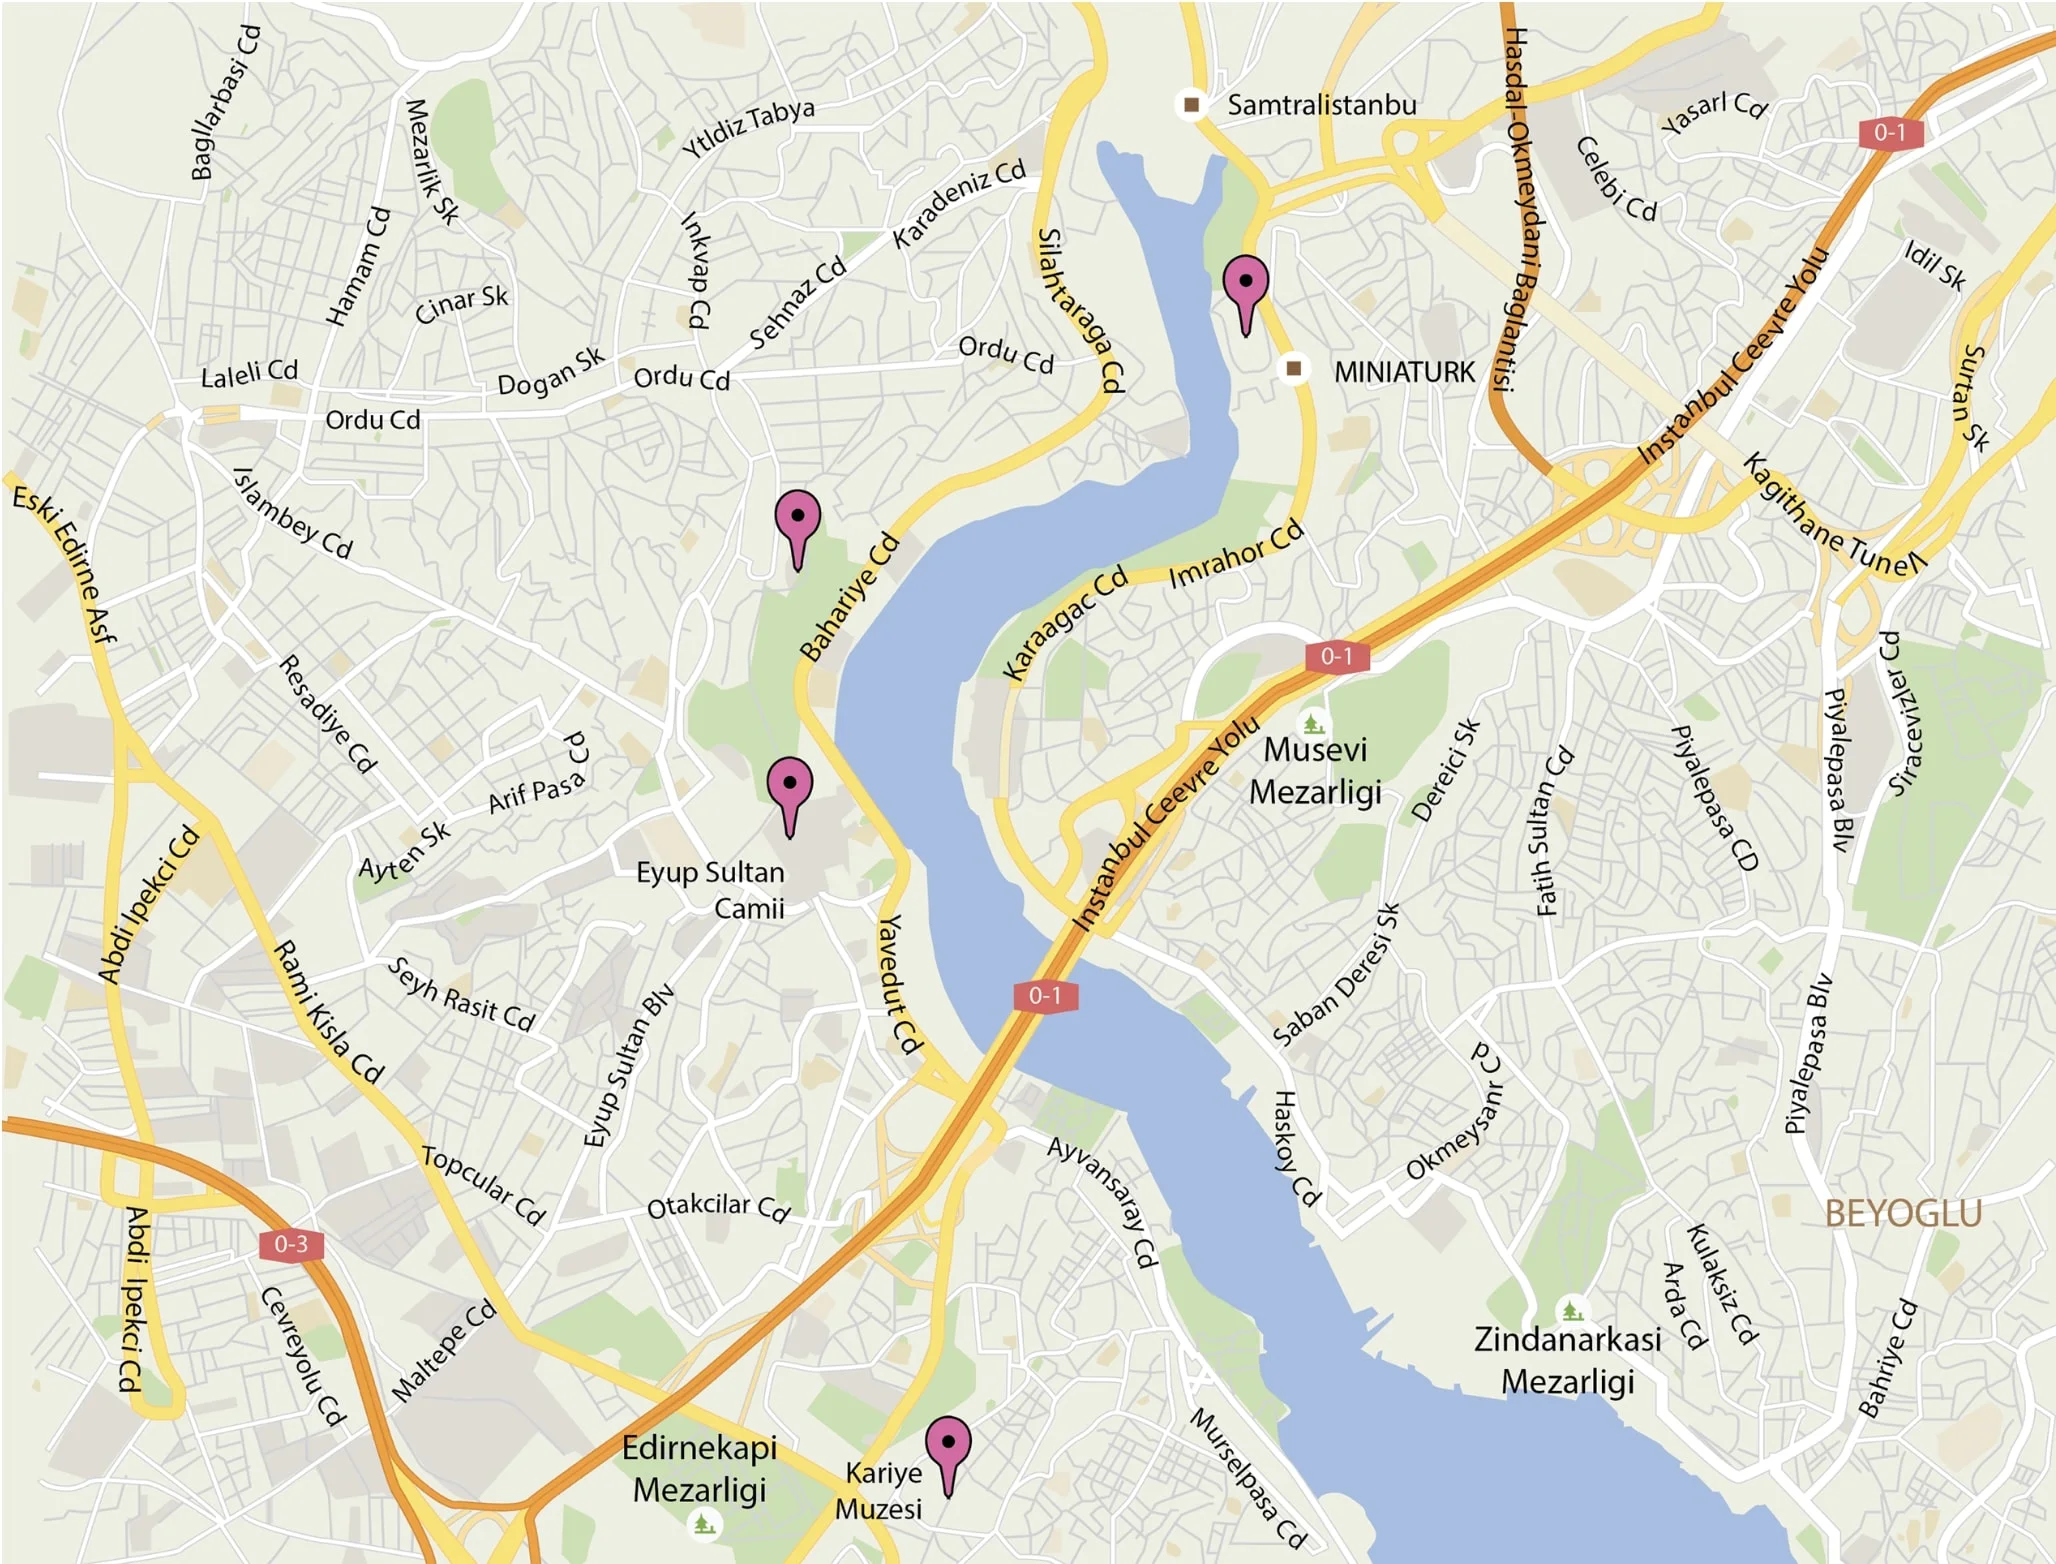 Bagllarbasi Cd
Mezarlik Sk
Ytldiz Tabya
Samtralistanbu
Hasdal-Okmeydani Baglantisi
Yasarl Cd
0-1
Celebi Cd
Hamam Cd
Cinar Sk
Inkvap Cd
Karadeniz Cd
Sehnaz Cd
Silahtaraga Cd
Idil Sk
Laleli Cd
Dogan Sk
Ordu Cd
Ordu Cd
Ordu Cd
MINIATURK
Instanbul Ceevre Yolu
Surtan Sk
Eski Edirne Asf
Islambey Cd
Kagithane Tunel
Bahariye Cd
Imrahor Cd
Karaagac Cd
0-1
Resadiye Cd
Arif Pasa Cd
Ayten Sk
Musevi
Mezarligi
Dereici Sk
Fatih Sultan Cd
Piyalepasa CD
Piyalepasa Blv
Siracevizler Cd
Instanbul Ceevre Yolu
Eyup Sultan
Camii
Abdi Ipekci Cd
Rami Kisla Cd
Seyh Rasit Cd
Eyup Sultan Blv
Yavedut Cd
0-1
Saban Deresi Sk
Haskoy Cd
Okmeysanr Cd
Piyalepasa Blv
Topcular Cd
Otakcilar Cd
Ayvansaray Cd
BEYOGLU
0-3
Abdi Ipekci Cd
Cevreyolu Cd
Maltepe Cd
Kulaksiz Cd
Arda Cd
Zindanarkasi
Mezarligi
Bahriye Cd
Edirnekapi
Mezarligi
Kariye
Muzesi
Murselpasa Cd